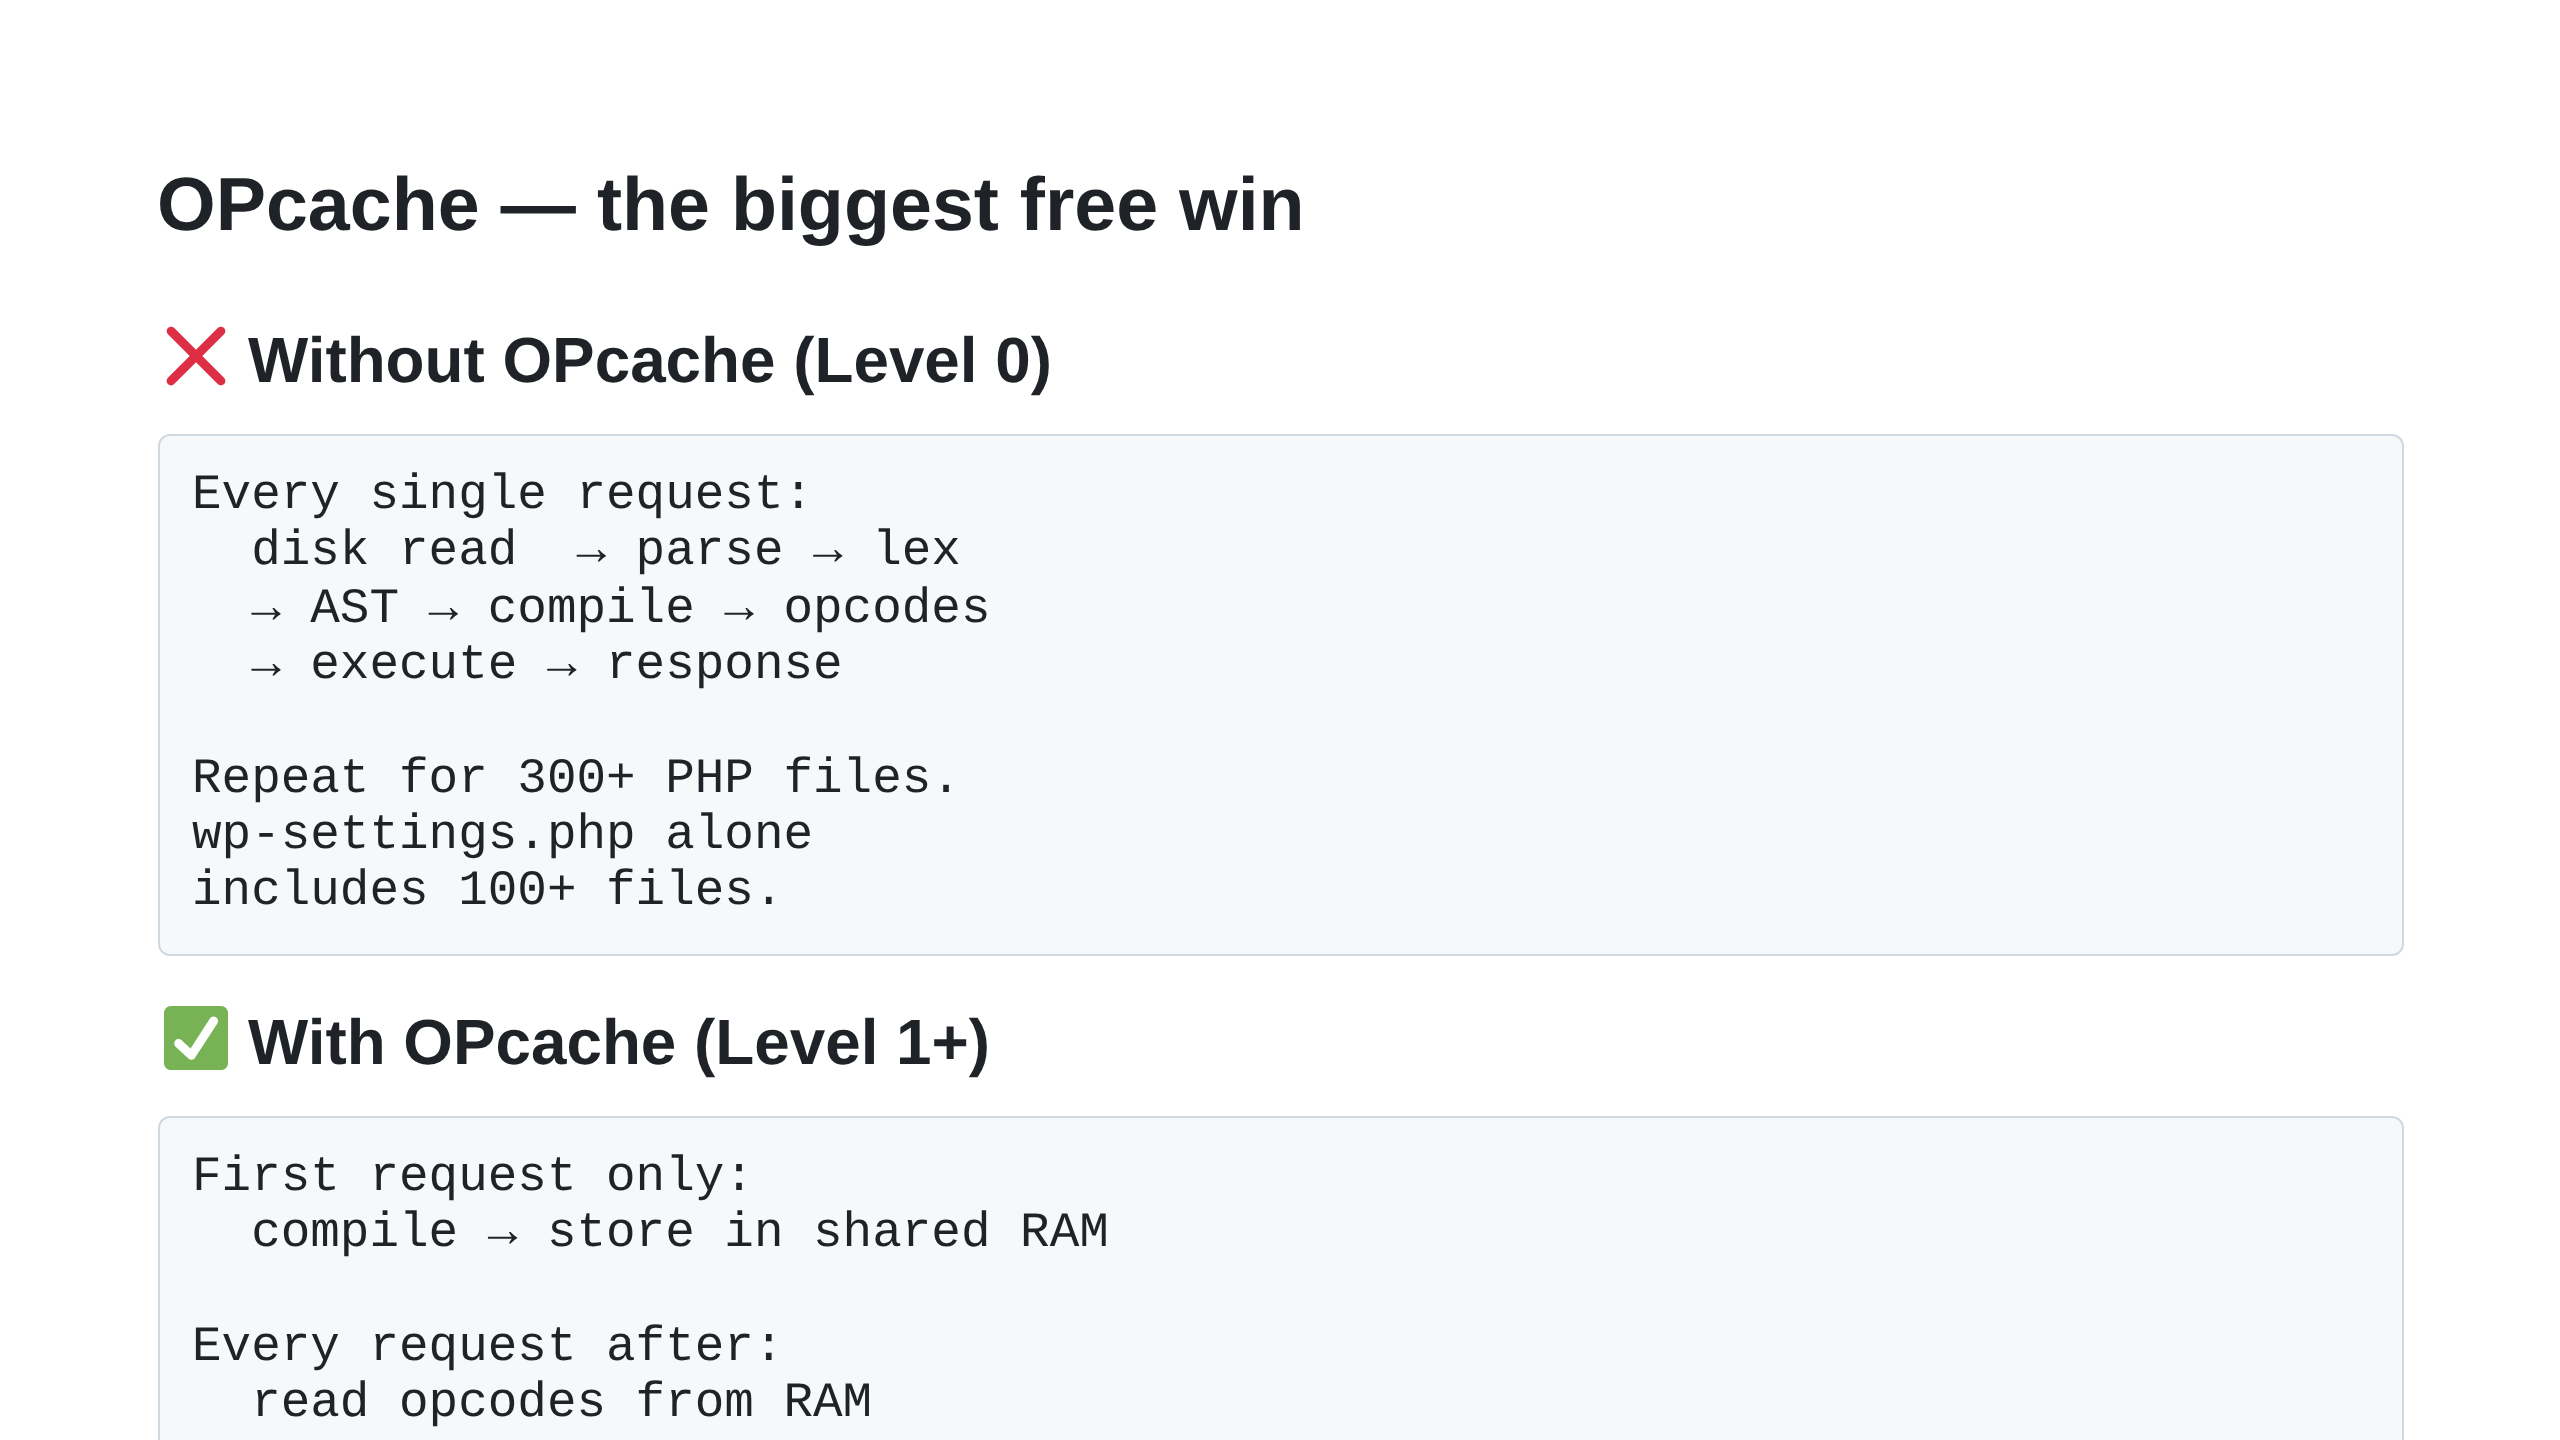 OPcache — the biggest free win
❌ Without OPcache (Level 0)
Every single request:
  disk read  → parse → lex
  → AST → compile → opcodes
  → execute → response

Repeat for 300+ PHP files.
wp-settings.php alone
includes 100+ files.
✅ With OPcache (Level 1+)
First request only:
  compile → store in shared RAM

Every request after:
  read opcodes from RAM